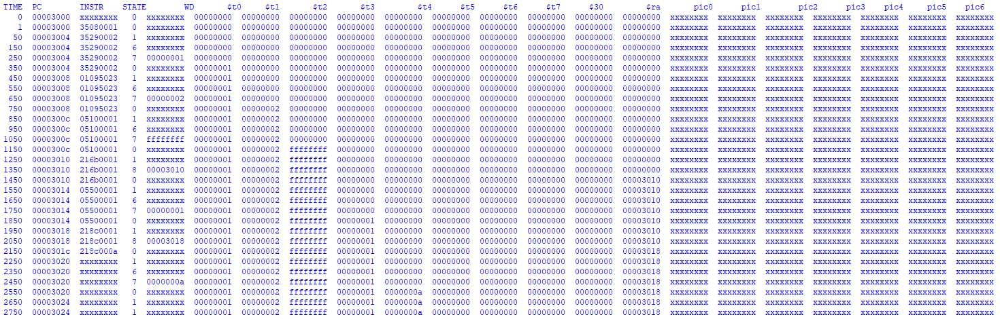 TIME PC INSTR STATE WD $t0 $t1 $t2 $t3 $t4 $t5 $t6 $t7 $30 $ra pic0 pic1 pic2 pic3 pic4 pic5 pic6
0 00003000 xxxxxxxx 0 xxxxxxxx 00000000 00000000 00000000 00000000 00000000 00000000 00000000 00000000 00000000 00000000 xxxxxxxx xxxxxxxx xxxxxxxx xxxxxxxx xxxxxxxx xxxxxxxx xxxxxxxx
1 00003000 35080001 0 xxxxxxxx 00000000 00000000 00000000 00000000 00000000 00000000 00000000 00000000 00000000 00000000 xxxxxxxx xxxxxxxx xxxxxxxx xxxxxxxx xxxxxxxx xxxxxxxx xxxxxxxx
50 00003004 35290002 1 xxxxxxxx 00000000 00000000 00000000 00000000 00000000 00000000 00000000 00000000 00000000 00000000 xxxxxxxx xxxxxxxx xxxxxxxx xxxxxxxx xxxxxxxx xxxxxxxx xxxxxxxx
150 00003004 35290002 6 xxxxxxxx 00000000 00000000 00000000 00000000 00000000 00000000 00000000 00000000 00000000 00000000 xxxxxxxx xxxxxxxx xxxxxxxx xxxxxxxx xxxxxxxx xxxxxxxx xxxxxxxx
250 00003004 35290002 7 00000001 00000000 00000000 00000000 00000000 00000000 00000000 00000000 00000000 00000000 00000000 xxxxxxxx xxxxxxxx xxxxxxxx xxxxxxxx xxxxxxxx xxxxxxxx xxxxxxxx
350 00003004 35290002 0 xxxxxxxx 00000001 00000000 00000000 00000000 00000000 00000000 00000000 00000000 00000000 00000000 xxxxxxxx xxxxxxxx xxxxxxxx xxxxxxxx xxxxxxxx xxxxxxxx xxxxxxxx
450 00003008 01095023 1 xxxxxxxx 00000001 00000000 00000000 00000000 00000000 00000000 00000000 00000000 00000000 00000000 xxxxxxxx xxxxxxxx xxxxxxxx xxxxxxxx xxxxxxxx xxxxxxxx xxxxxxxx
550 00003008 01095023 6 xxxxxxxx 00000001 00000000 00000000 00000000 00000000 00000000 00000000 00000000 00000000 00000000 xxxxxxxx xxxxxxxx xxxxxxxx xxxxxxxx xxxxxxxx xxxxxxxx xxxxxxxx
650 00003008 01095023 7 00000002 00000001 00000000 00000000 00000000 00000000 00000000 00000000 00000000 00000000 00000000 xxxxxxxx xxxxxxxx xxxxxxxx xxxxxxxx xxxxxxxx xxxxxxxx xxxxxxxx
750 00003008 01095023 0 xxxxxxxx 00000001 00000002 00000000 00000000 00000000 00000000 00000000 00000000 00000000 00000000 xxxxxxxx xxxxxxxx xxxxxxxx xxxxxxxx xxxxxxxx xxxxxxxx xxxxxxxx
850 0000300c 05100001 1 xxxxxxxx 00000001 00000002 00000000 00000000 00000000 00000000 00000000 00000000 00000000 00000000 xxxxxxxx xxxxxxxx xxxxxxxx xxxxxxxx xxxxxxxx xxxxxxxx xxxxxxxx
950 0000300c 05100001 6 xxxxxxxx 00000001 00000002 00000000 00000000 00000000 00000000 00000000 00000000 00000000 00000000 xxxxxxxx xxxxxxxx xxxxxxxx xxxxxxxx xxxxxxxx xxxxxxxx xxxxxxxx
1050 0000300c 05100001 7 ffffffff 00000001 00000002 00000000 00000000 00000000 00000000 00000000 00000000 00000000 00000000 xxxxxxxx xxxxxxxx xxxxxxxx xxxxxxxx xxxxxxxx xxxxxxxx xxxxxxxx
1150 0000300c 05100001 0 xxxxxxxx 00000001 00000002 ffffffff 00000000 00000000 00000000 00000000 00000000 00000000 00000000 xxxxxxxx xxxxxxxx xxxxxxxx xxxxxxxx xxxxxxxx xxxxxxxx xxxxxxxx
1250 00003010 216b0001 1 xxxxxxxx 00000001 00000002 ffffffff 00000000 00000000 00000000 00000000 00000000 00000000 00000000 xxxxxxxx xxxxxxxx xxxxxxxx xxxxxxxx xxxxxxxx xxxxxxxx xxxxxxxx
1350 00003010 216b0001 8 00003010 00000001 00000002 ffffffff 00000000 00000000 00000000 00000000 00000000 00000000 00000000 xxxxxxxx xxxxxxxx xxxxxxxx xxxxxxxx xxxxxxxx xxxxxxxx xxxxxxxx
1450 00003010 216b0001 0 xxxxxxxx 00000001 00000002 ffffffff 00000000 00000000 00000000 00000000 00000000 00000000 00003010 xxxxxxxx xxxxxxxx xxxxxxxx xxxxxxxx xxxxxxxx xxxxxxxx xxxxxxxx
1550 00003014 05500001 1 xxxxxxxx 00000001 00000002 ffffffff 00000000 00000000 00000000 00000000 00000000 00000000 00003010 xxxxxxxx xxxxxxxx xxxxxxxx xxxxxxxx xxxxxxxx xxxxxxxx xxxxxxxx
1650 00003014 05500001 6 xxxxxxxx 00000001 00000002 ffffffff 00000000 00000000 00000000 00000000 00000000 00000000 00003010 xxxxxxxx xxxxxxxx xxxxxxxx xxxxxxxx xxxxxxxx xxxxxxxx xxxxxxxx
1750 00003014 05500001 7 00000001 00000001 00000002 ffffffff 00000000 00000000 00000000 00000000 00000000 00000000 00003010 xxxxxxxx xxxxxxxx xxxxxxxx xxxxxxxx xxxxxxxx xxxxxxxx xxxxxxxx
1850 00003014 05500001 0 xxxxxxxx 00000001 00000002 ffffffff 00000001 00000000 00000000 00000000 00000000 00000000 00003010 xxxxxxxx xxxxxxxx xxxxxxxx xxxxxxxx xxxxxxxx xxxxxxxx xxxxxxxx
1950 00003018 218c0001 1 xxxxxxxx 00000001 00000002 ffffffff 00000001 00000000 00000000 00000000 00000000 00000000 00003010 xxxxxxxx xxxxxxxx xxxxxxxx xxxxxxxx xxxxxxxx xxxxxxxx xxxxxxxx
2050 00003018 218c0001 8 00003018 00000001 00000002 ffffffff 00000001 00000000 00000000 00000000 00000000 00000000 00003010 xxxxxxxx xxxxxxxx xxxxxxxx xxxxxxxx xxxxxxxx xxxxxxxx xxxxxxxx
2150 0000301c 218c000a 0 xxxxxxxx 00000001 00000002 ffffffff 00000001 00000000 00000000 00000000 00000000 00000000 00003018 xxxxxxxx xxxxxxxx xxxxxxxx xxxxxxxx xxxxxxxx xxxxxxxx xxxxxxxx
2250 00003020 xxxxxxxx 1 xxxxxxxx 00000001 00000002 ffffffff 00000001 00000000 00000000 00000000 00000000 00000000 00003018 xxxxxxxx xxxxxxxx xxxxxxxx xxxxxxxx xxxxxxxx xxxxxxxx xxxxxxxx
2350 00003020 xxxxxxxx 6 xxxxxxxx 00000001 00000002 ffffffff 00000001 00000000 00000000 00000000 00000000 00000000 00003018 xxxxxxxx xxxxxxxx xxxxxxxx xxxxxxxx xxxxxxxx xxxxxxxx xxxxxxxx
2450 00003020 xxxxxxxx 7 0000000a 00000001 00000002 ffffffff 00000001 00000000 00000000 00000000 00000000 00000000 00003018 xxxxxxxx xxxxxxxx xxxxxxxx xxxxxxxx xxxxxxxx xxxxxxxx xxxxxxxx
2550 00003020 xxxxxxxx 0 xxxxxxxx 00000001 00000002 ffffffff 00000001 0000000a 00000000 00000000 00000000 00000000 00003018 xxxxxxxx xxxxxxxx xxxxxxxx xxxxxxxx xxxxxxxx xxxxxxxx xxxxxxxx
2650 00003024 xxxxxxxx 1 xxxxxxxx 00000001 00000002 ffffffff 00000001 0000000a 00000000 00000000 00000000 00000000 00003018 xxxxxxxx xxxxxxxx xxxxxxxx xxxxxxxx xxxxxxxx xxxxxxxx xxxxxxxx
2750 00003024 xxxxxxxx 1 xxxxxxxx 00000001 00000002 ffffffff 00000001 0000000a 00000000 00000000 00000000 00000000 00003018 xxxxxxxx xxxxxxxx xxxxxxxx xxxxxxxx xxxxxxxx xxxxxxxx xxxxxxxx